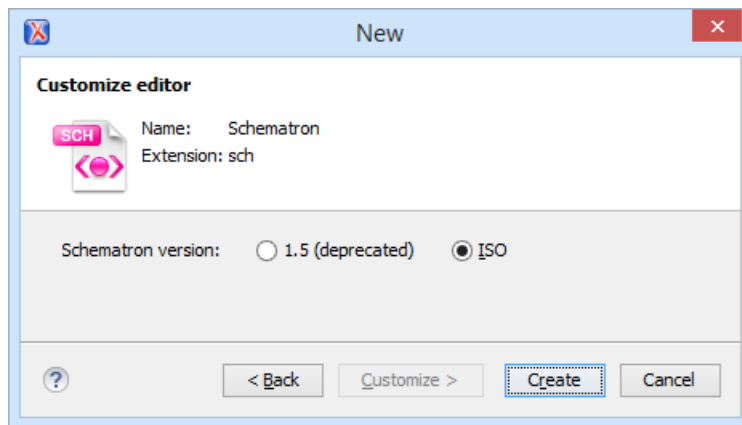 New
Customize editor
SCH
Name: Schematron
Extension: sch
Schematron version: 1.5 (deprecated) ISO
? < Back Customize > Create Cancel